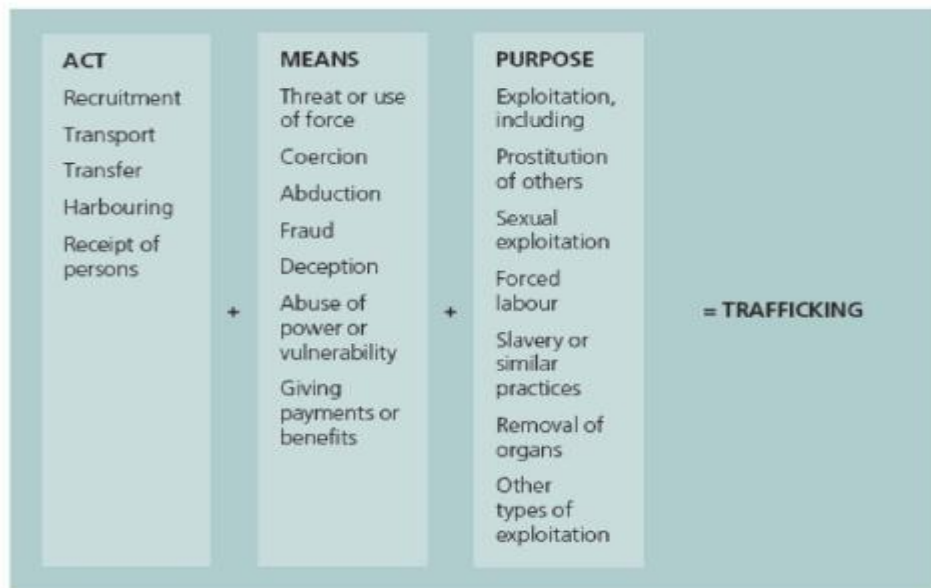 ACT
Recruitment
Transport
Transfer
Harbouring
Receipt of
persons
+
MEANS
Threat or use
of force
Coercion
Abduction
Fraud
Deception
Abuse of
power or
vulnerability
Giving
payments or
benefits
+
PURPOSE
Exploitation,
including
Prostitution
of others
Sexual
exploitation
Forced
labour
Slavery or
similar
practices
Removal of
organs
Other
types of
exploitation
= TRAFFICKING